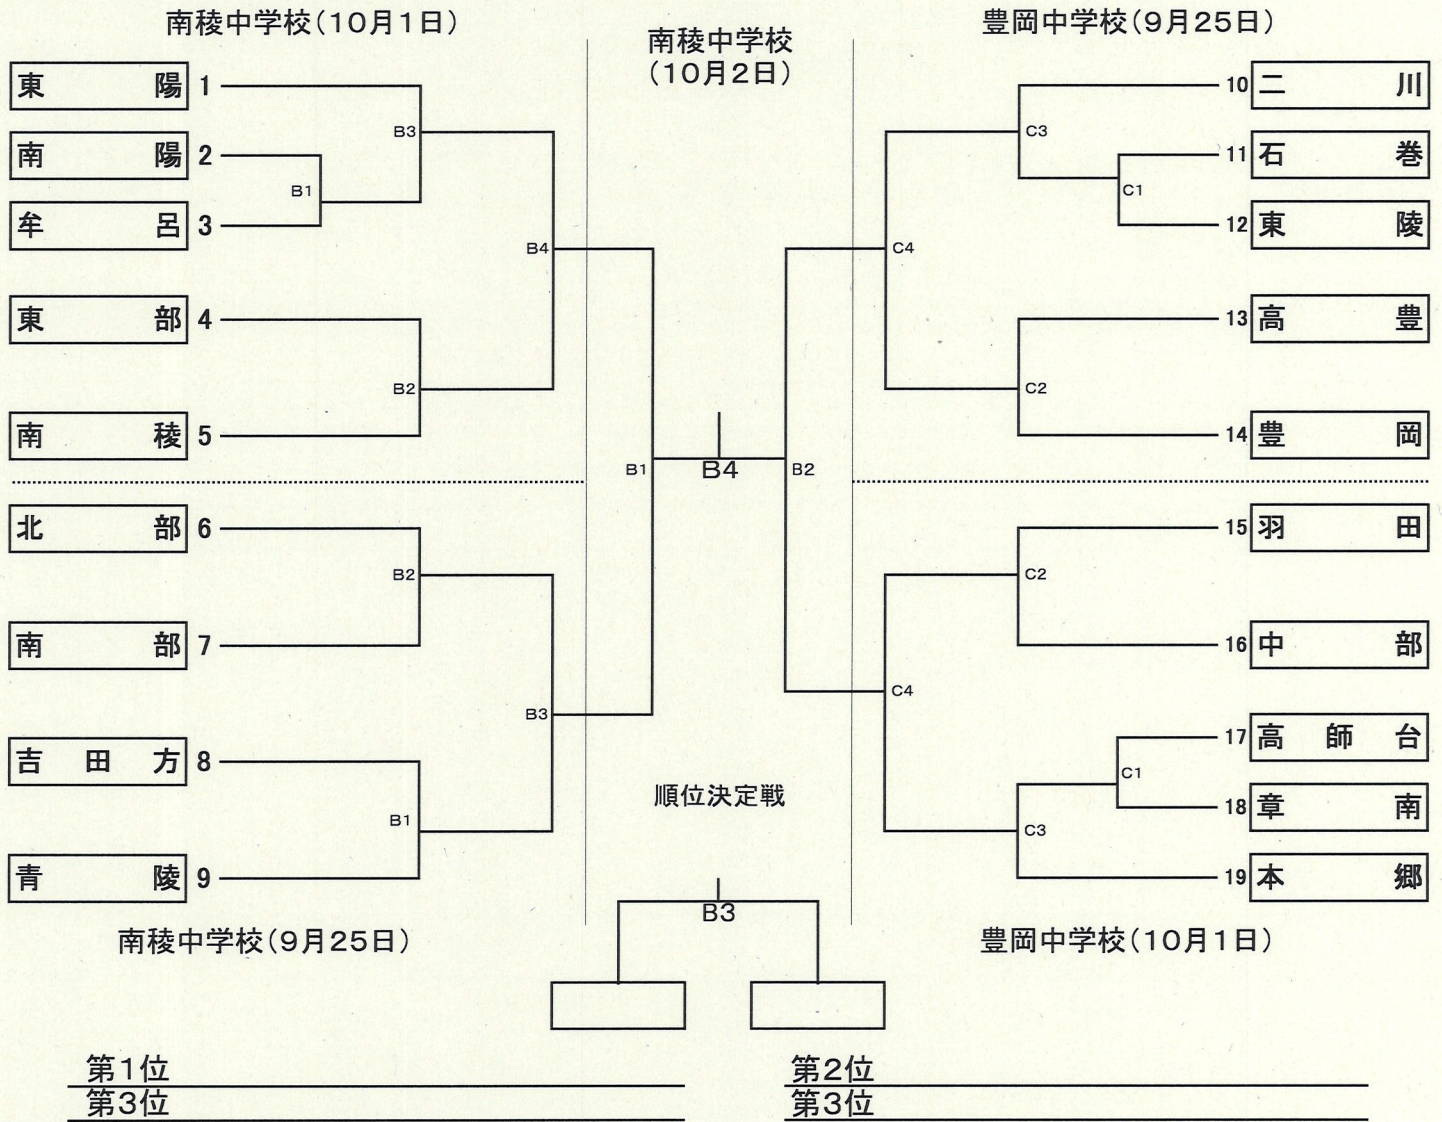 南稜中学校(10月1日)
南稜中学校
(10月2日)
豊岡中学校(9月25日)
東陽 1
南陽 2
牟呂 3
東部 4
南稜 5
北部 6
南部 7
吉田方 8
青陵 9
B3
B1
B4
B2
B2
B3
B1
B1
B4
B2
10 二川
11 石巻
12 東陵
13 高豊
14 豊岡
15 羽田
16 中部
17 高師台
18 章南
19 本郷
C3
C1
C4
C2
C2
C4
C1
C3
順位決定戦
B3
南稜中学校(9月25日)
豊岡中学校(10月1日)
第1位
第2位
第3位
第3位